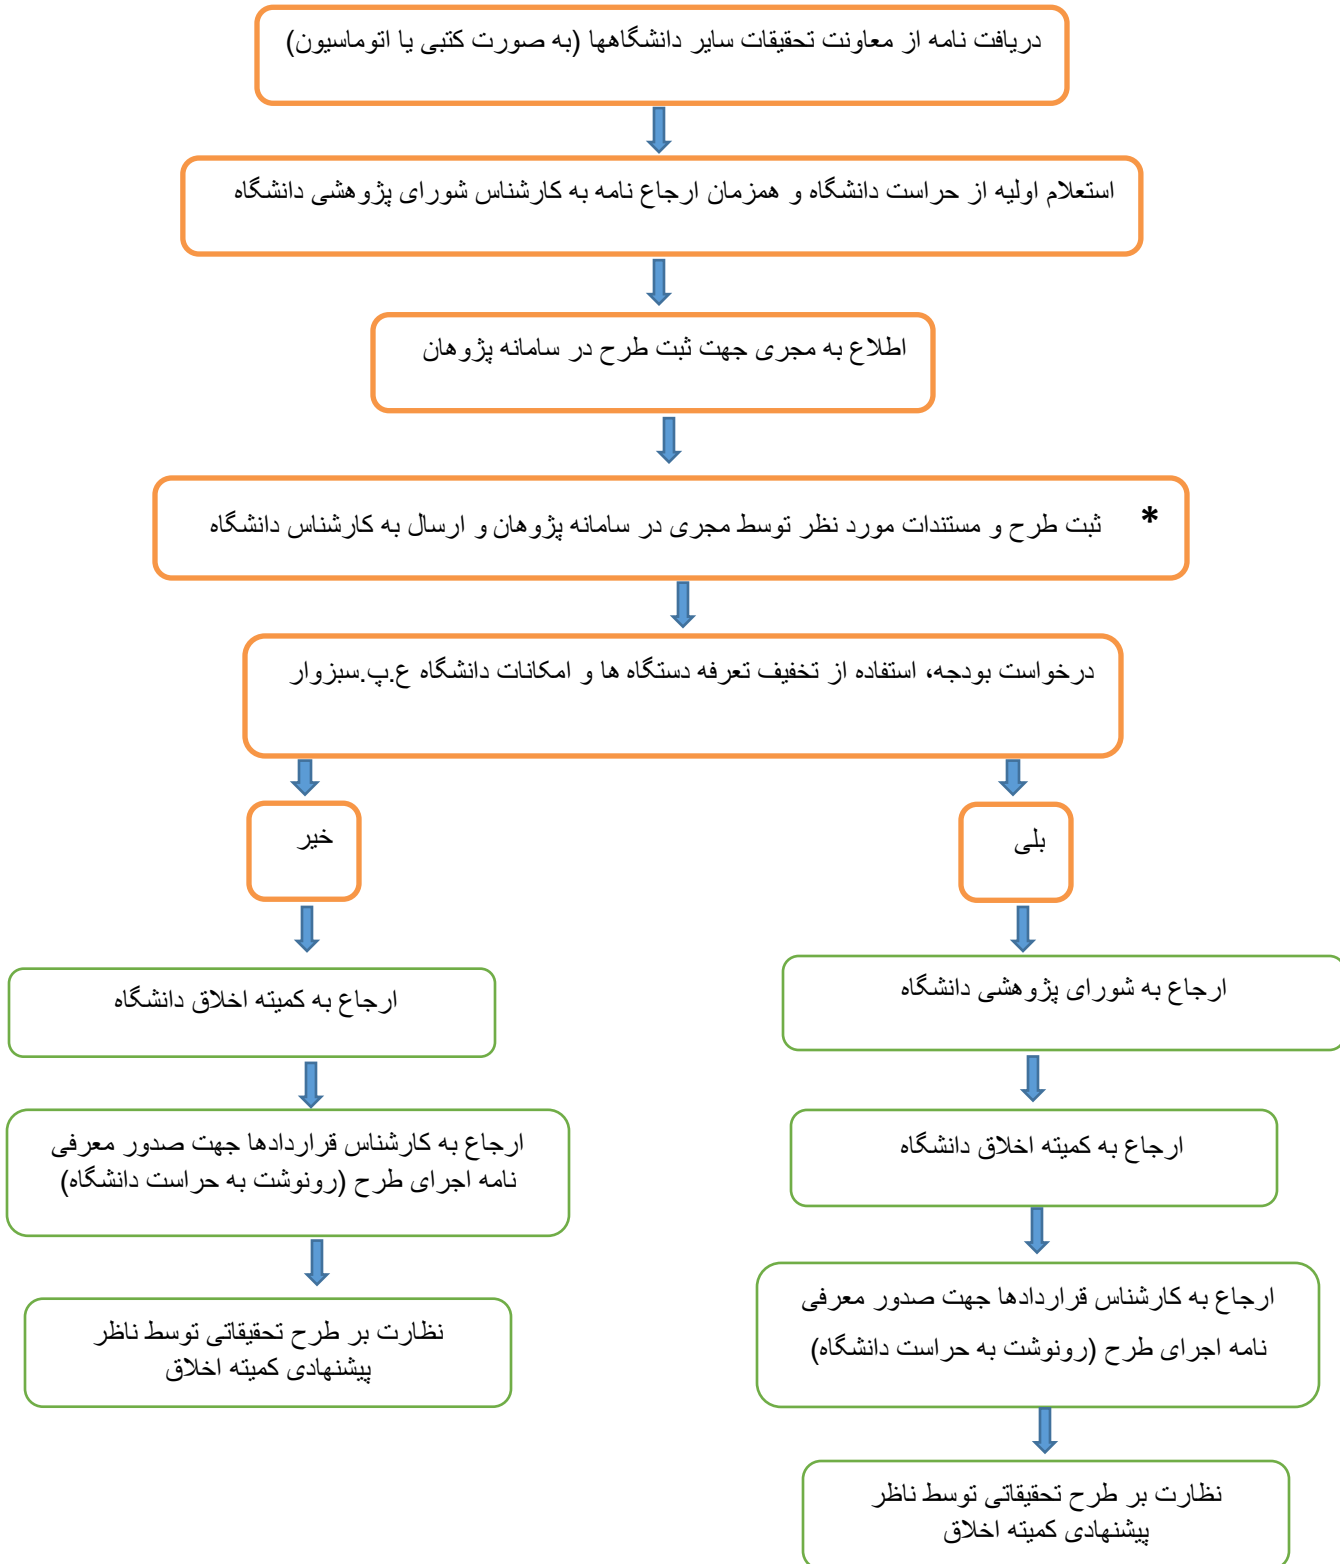 دریافت نامه از معاونت تحقیقات سایر دانشگاهها (به صورت کتبی یا اتوماسیون)
استعلام اولیه از حراست دانشگاه و همزمان ارجاع نامه به کارشناس شورای پژوهشی دانشگاه
اطلاع به مجری جهت ثبت طرح در سامانه پژوهان
* ثبت طرح و مستندات مورد نظر توسط مجری در سامانه پژوهان و ارسال به کارشناس دانشگاه
درخواست بودجه، استفاده از تخفیف تعرفه دستگاه ها و امکانات دانشگاه ع.پ.سبزوار
بلی
ارجاع به شورای پژوهشی دانشگاه
ارجاع به کمیته اخلاق دانشگاه
ارجاع به کارشناس قراردادها جهت صدور معرفی
نامه اجرای طرح (رونوشت به حراست دانشگاه)
نظارت بر طرح تحقیقاتی توسط ناظر
پیشنهادی کمیته اخلاق
خیر
ارجاع به کمیته اخلاق دانشگاه
ارجاع به کارشناس قراردادها جهت صدور معرفی
نامه اجرای طرح (رونوشت به حراست دانشگاه)
نظارت بر طرح تحقیقاتی توسط ناظر
پیشنهادی کمیته اخلاق